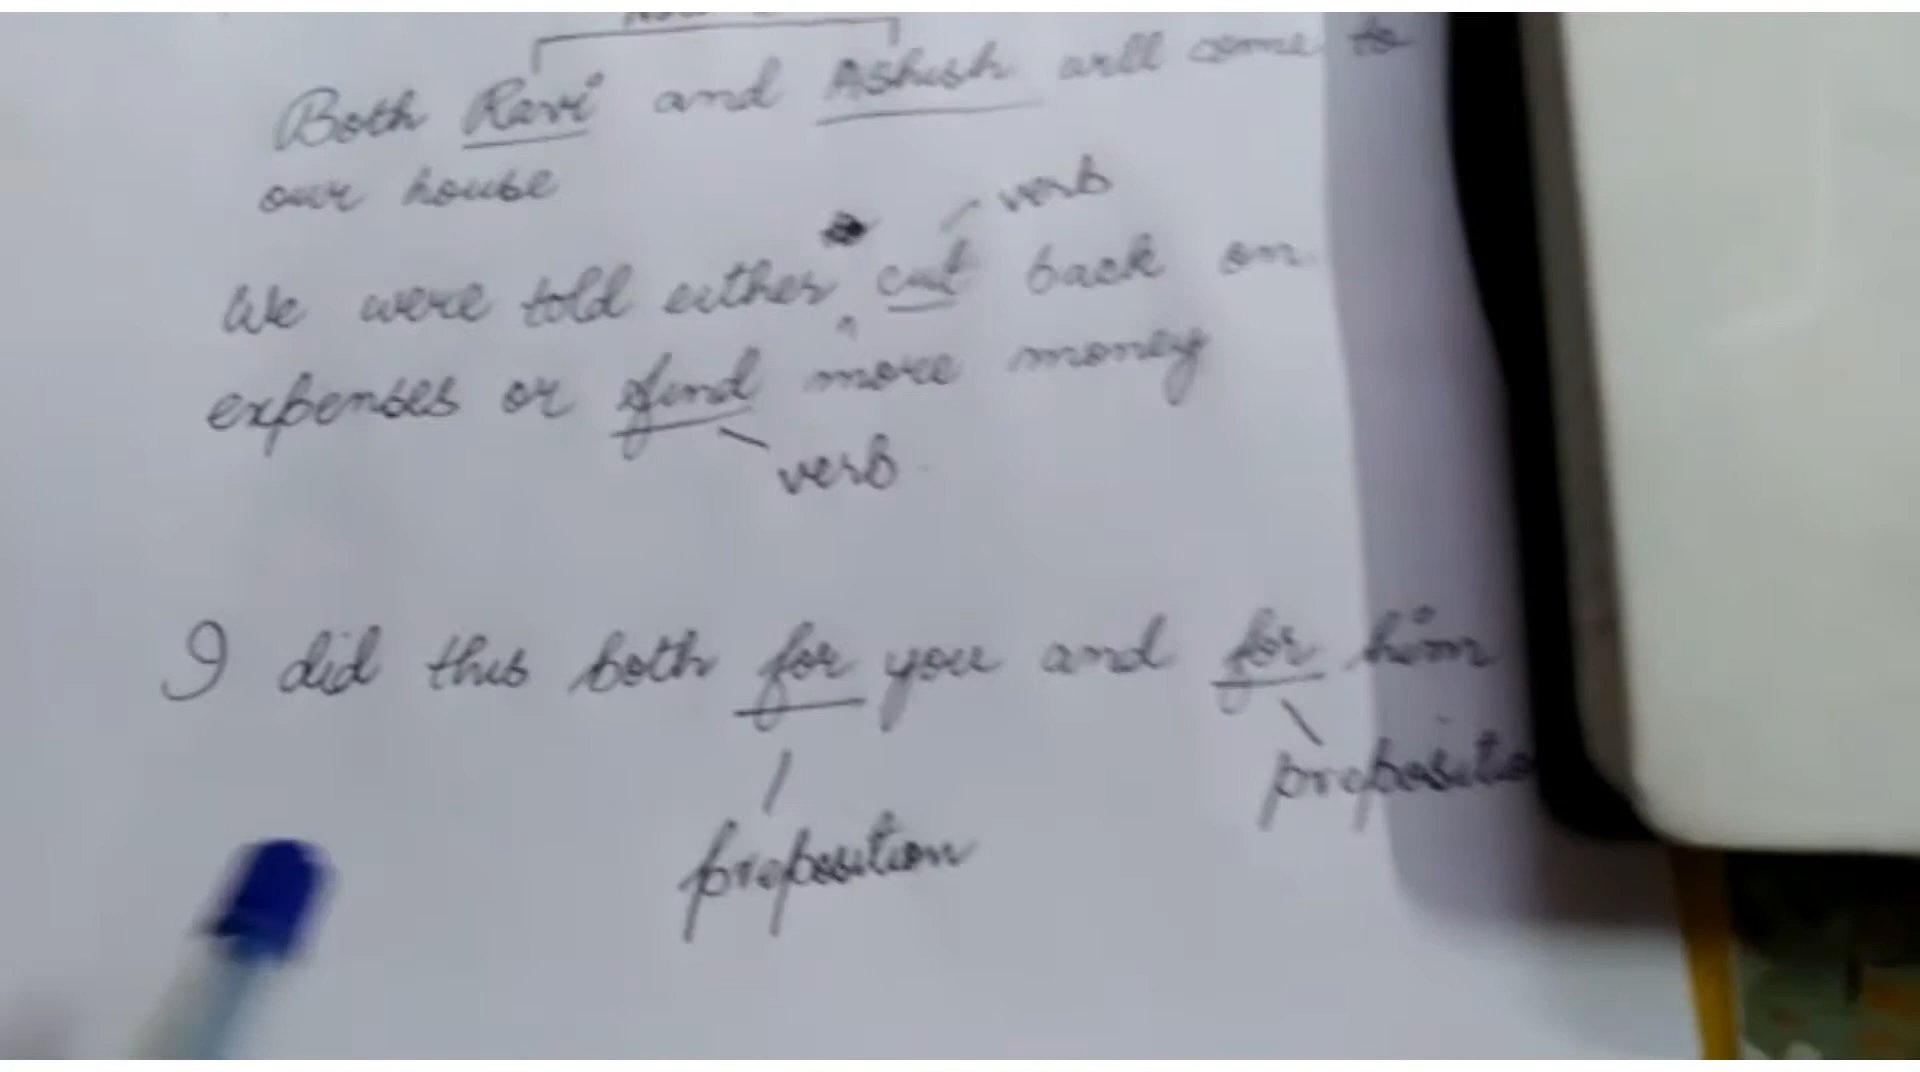 Both Ravi and Ashish will come to
our house
verb
We were told either cut back on
expenses or find more money
verb
I did this both for you and for him
preposition
preposition